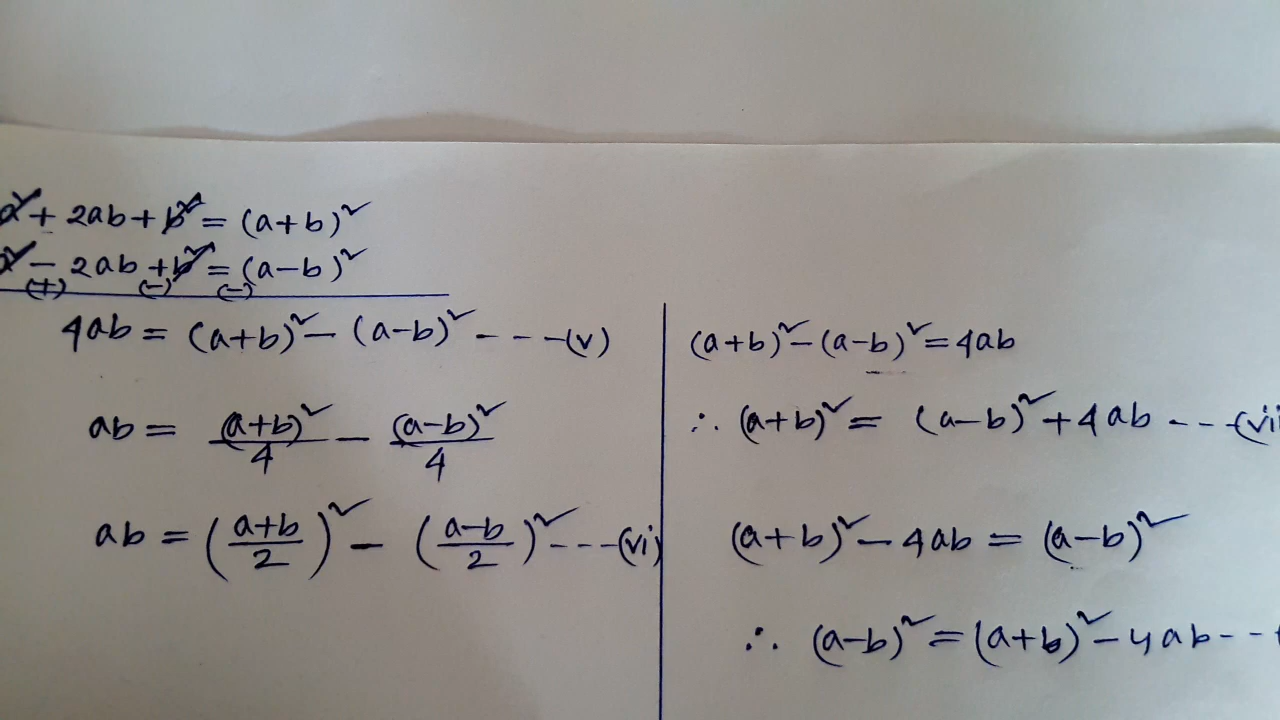 a² + 2ab + b² = (a+b)²
a² − 2ab + b² = (a−b)²
(+) (−) (−)
4ab = (a+b)² − (a−b)² - - - -(v)
ab = (a+b)²/4 − (a−b)²/4
ab = ((a+b)/2)² − ((a−b)/2)² - - - -(vi)
(a+b)² − (a−b)² = 4ab
∴ (a+b)² = (a−b)² + 4ab - - - (vii
(a+b)² − 4ab = (a−b)²
∴ (a−b)² = (a+b)² − 4ab - - -